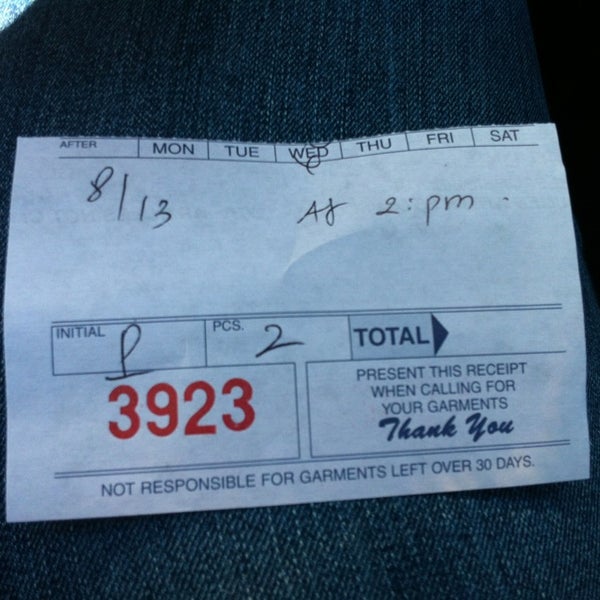 AFTER MON TUE WED THU FRI SAT
8/13 Af 2:pm.
INITIAL P PCS. 2 TOTAL
3923
PRESENT THIS RECEIPT
WHEN CALLING FOR
YOUR GARMENTS
Thank You
NOT RESPONSIBLE FOR GARMENTS LEFT OVER 30 DAYS.